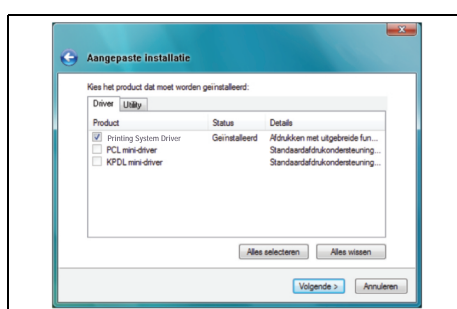 Aangepaste installatie
Kies het product dat moet worden geïnstalleerd:
Driver Utility
Product Status Details
Printing System Driver Geïnstalleerd Afdrukken met uitgebreide fun...
PCL mini-driver Standaardafdrukondersteuning...
KPDL mini-driver Standaardafdrukondersteuning...
Alles selecteren Alles wissen
Volgende > Annuleren